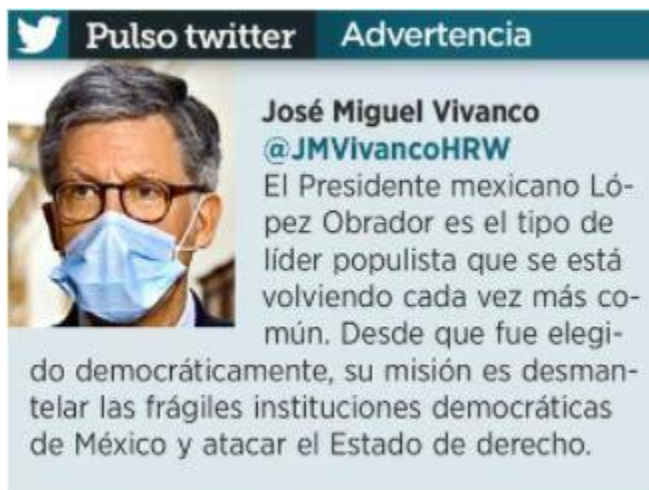 Pulso twitter Advertencia
José Miguel Vivanco
@JMVivancoHRW
El Presidente mexicano Ló-
pez Obrador es el tipo de
líder populista que se está
volviendo cada vez más co-
mún. Desde que fue elegi-
do democráticamente, su misión es desman-
telar las frágiles instituciones democráticas
de México y atacar el Estado de derecho.